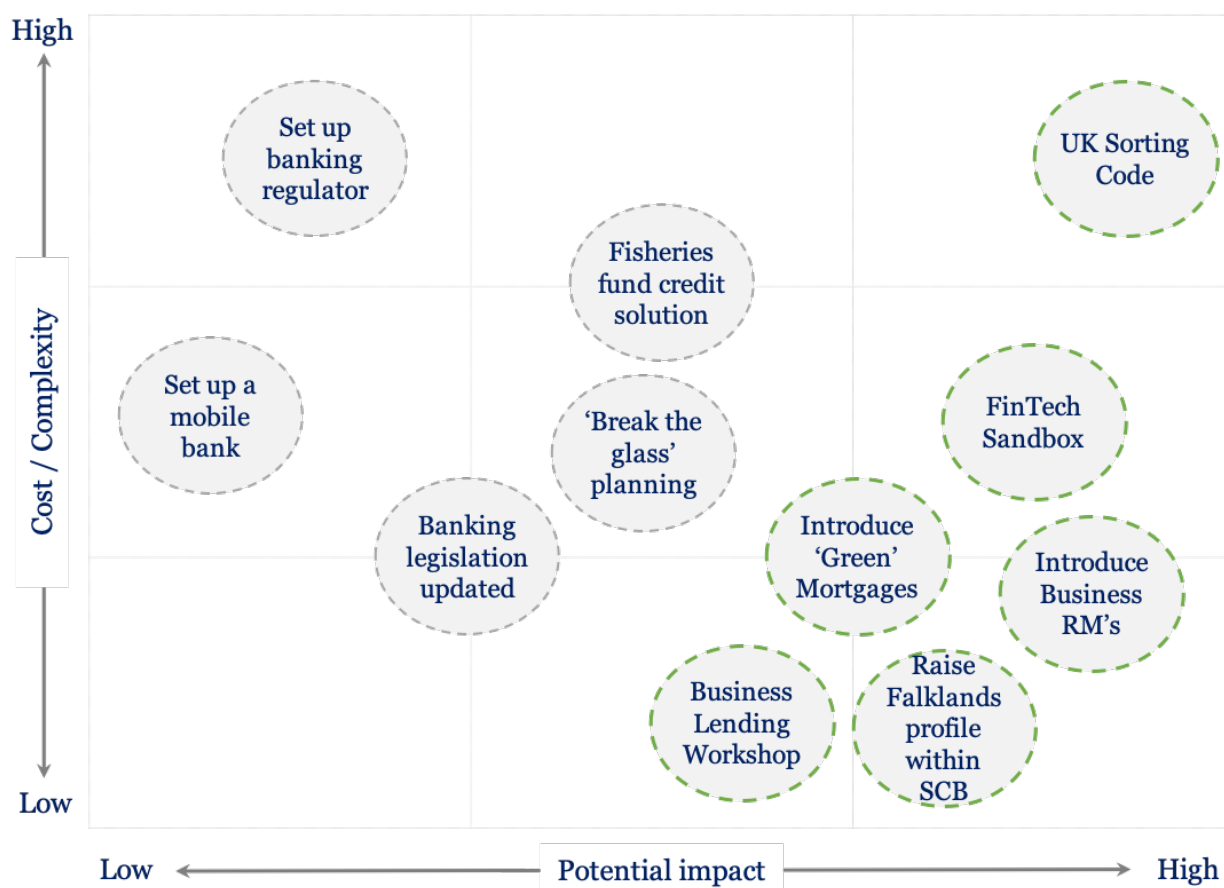 High
Set up
banking
regulator
UK Sorting
Code
Fisheries
fund credit
solution
Cost / Complexity
Set up a
mobile
bank
‘Break the
glass’
planning
FinTech
Sandbox
Banking
legislation
updated
Introduce
‘Green’
Mortgages
Introduce
Business
RM’s
Business
Lending
Workshop
Raise
Falklands
profile
within
SCB
Low
Low
Potential impact
High